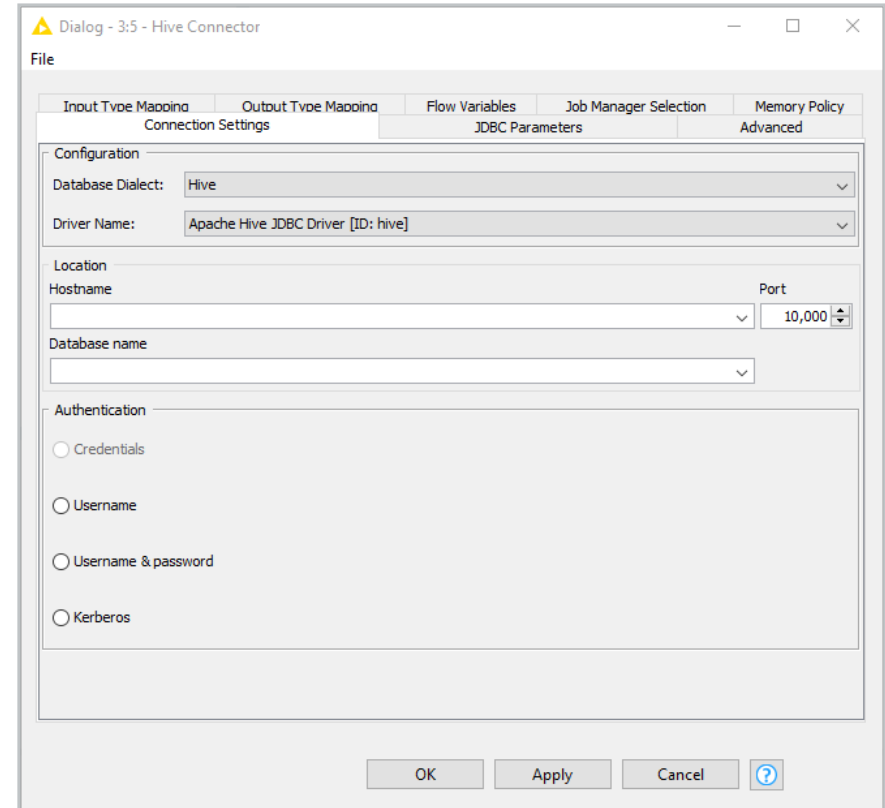 Dialog - 3:5 - Hive Connector
File
Input Type Mapping Output Type Mapping Flow Variables Job Manager Selection Memory Policy
Connection Settings JDBC Parameters Advanced
Configuration
Database Dialect: Hive
Driver Name: Apache Hive JDBC Driver [ID: hive]
Location
Hostname Port
10,000
Database name
Authentication
Credentials
Username
Username & password
Kerberos
OK Apply Cancel ?